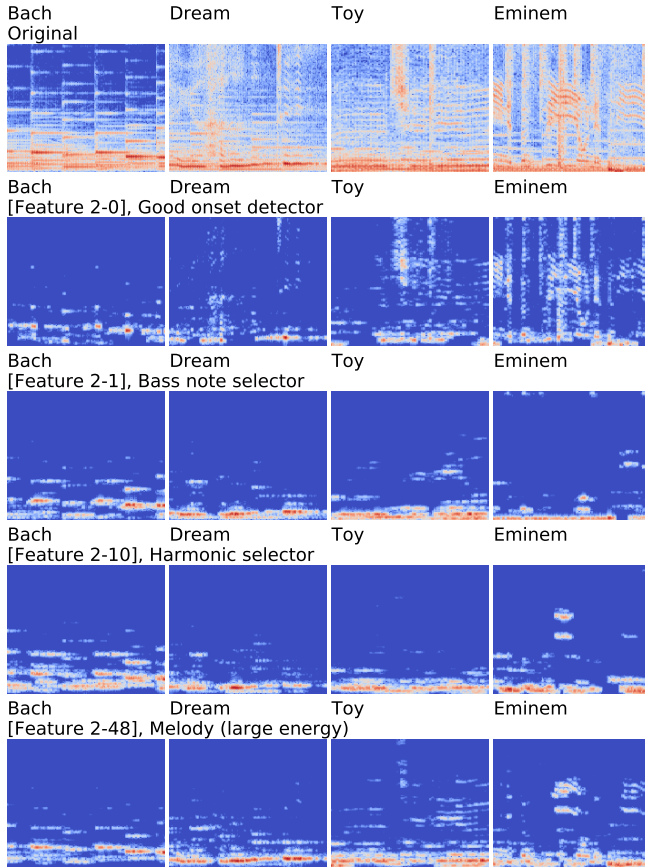 Bach Dream Toy Eminem
Original
Bach Dream Toy Eminem
[Feature 2-0], Good onset detector
Bach Dream Toy Eminem
[Feature 2-1], Bass note selector
Bach Dream Toy Eminem
[Feature 2-10], Harmonic selector
Bach Dream Toy Eminem
[Feature 2-48], Melody (large energy)